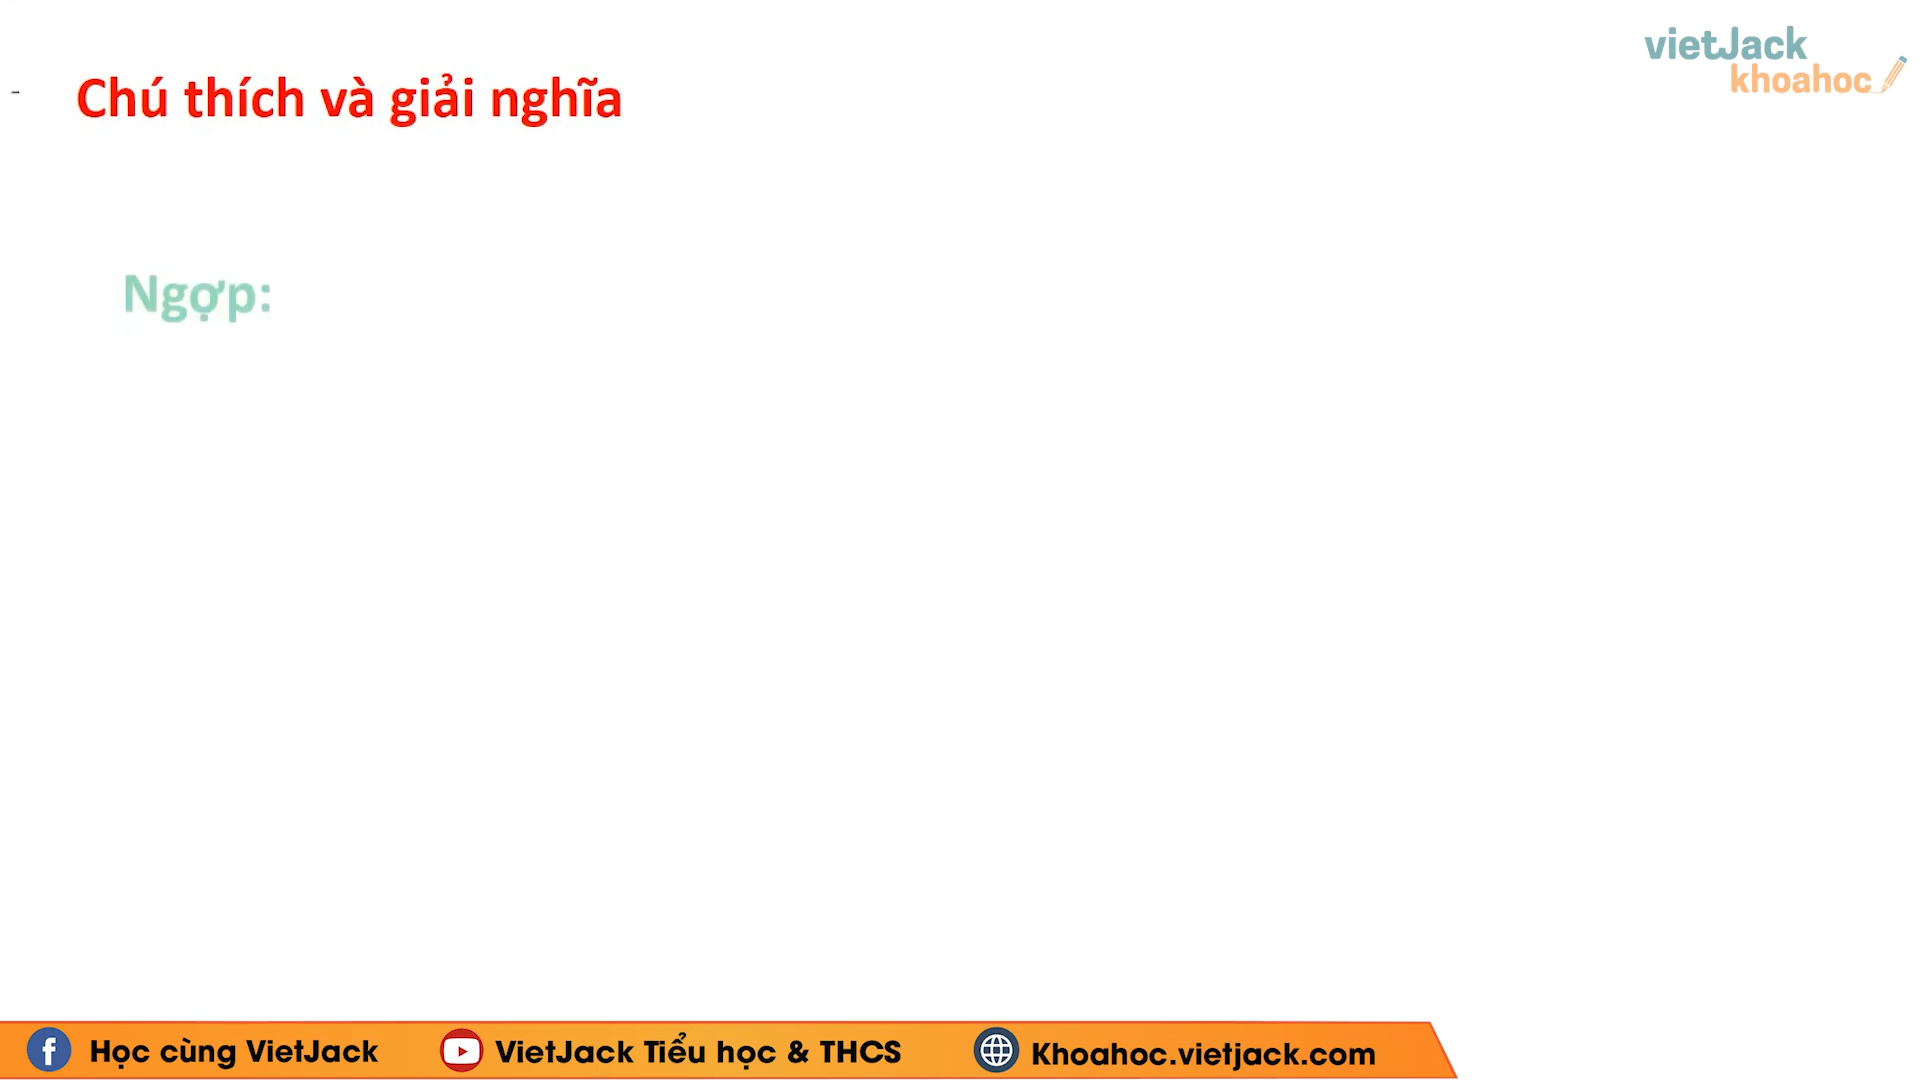 vietJack
khoahoc
- Chú thích và giải nghĩa
Ngợp:
Học cùng VietJack
VietJack Tiểu học & THCS
Khoahoc.vietjack.com